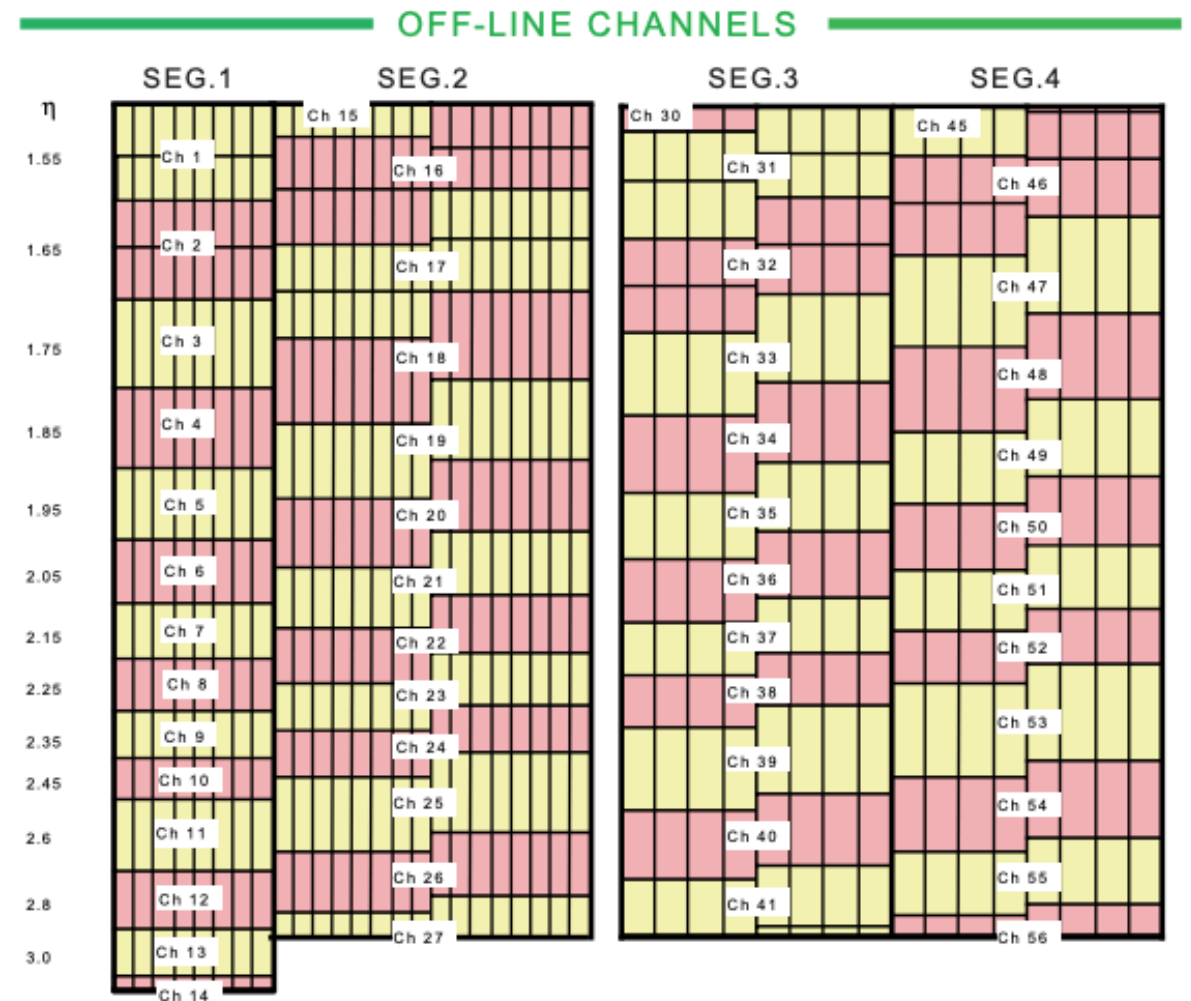 OFF-LINE CHANNELS
SEG.1
SEG.2
SEG.3
SEG.4
η
1.55
1.65
1.75
1.85
1.95
2.05
2.15
2.25
2.35
2.45
2.6
2.8
3.0
Ch 1
Ch 2
Ch 3
Ch 4
Ch 5
Ch 6
Ch 7
Ch 8
Ch 9
Ch 10
Ch 11
Ch 12
Ch 13
Ch 14
Ch 15
Ch 16
Ch 17
Ch 18
Ch 19
Ch 20
Ch 21
Ch 22
Ch 23
Ch 24
Ch 25
Ch 26
Ch 27
Ch 30
Ch 31
Ch 32
Ch 33
Ch 34
Ch 35
Ch 36
Ch 37
Ch 38
Ch 39
Ch 40
Ch 41
Ch 45
Ch 46
Ch 47
Ch 48
Ch 49
Ch 50
Ch 51
Ch 52
Ch 53
Ch 54
Ch 55
Ch 56